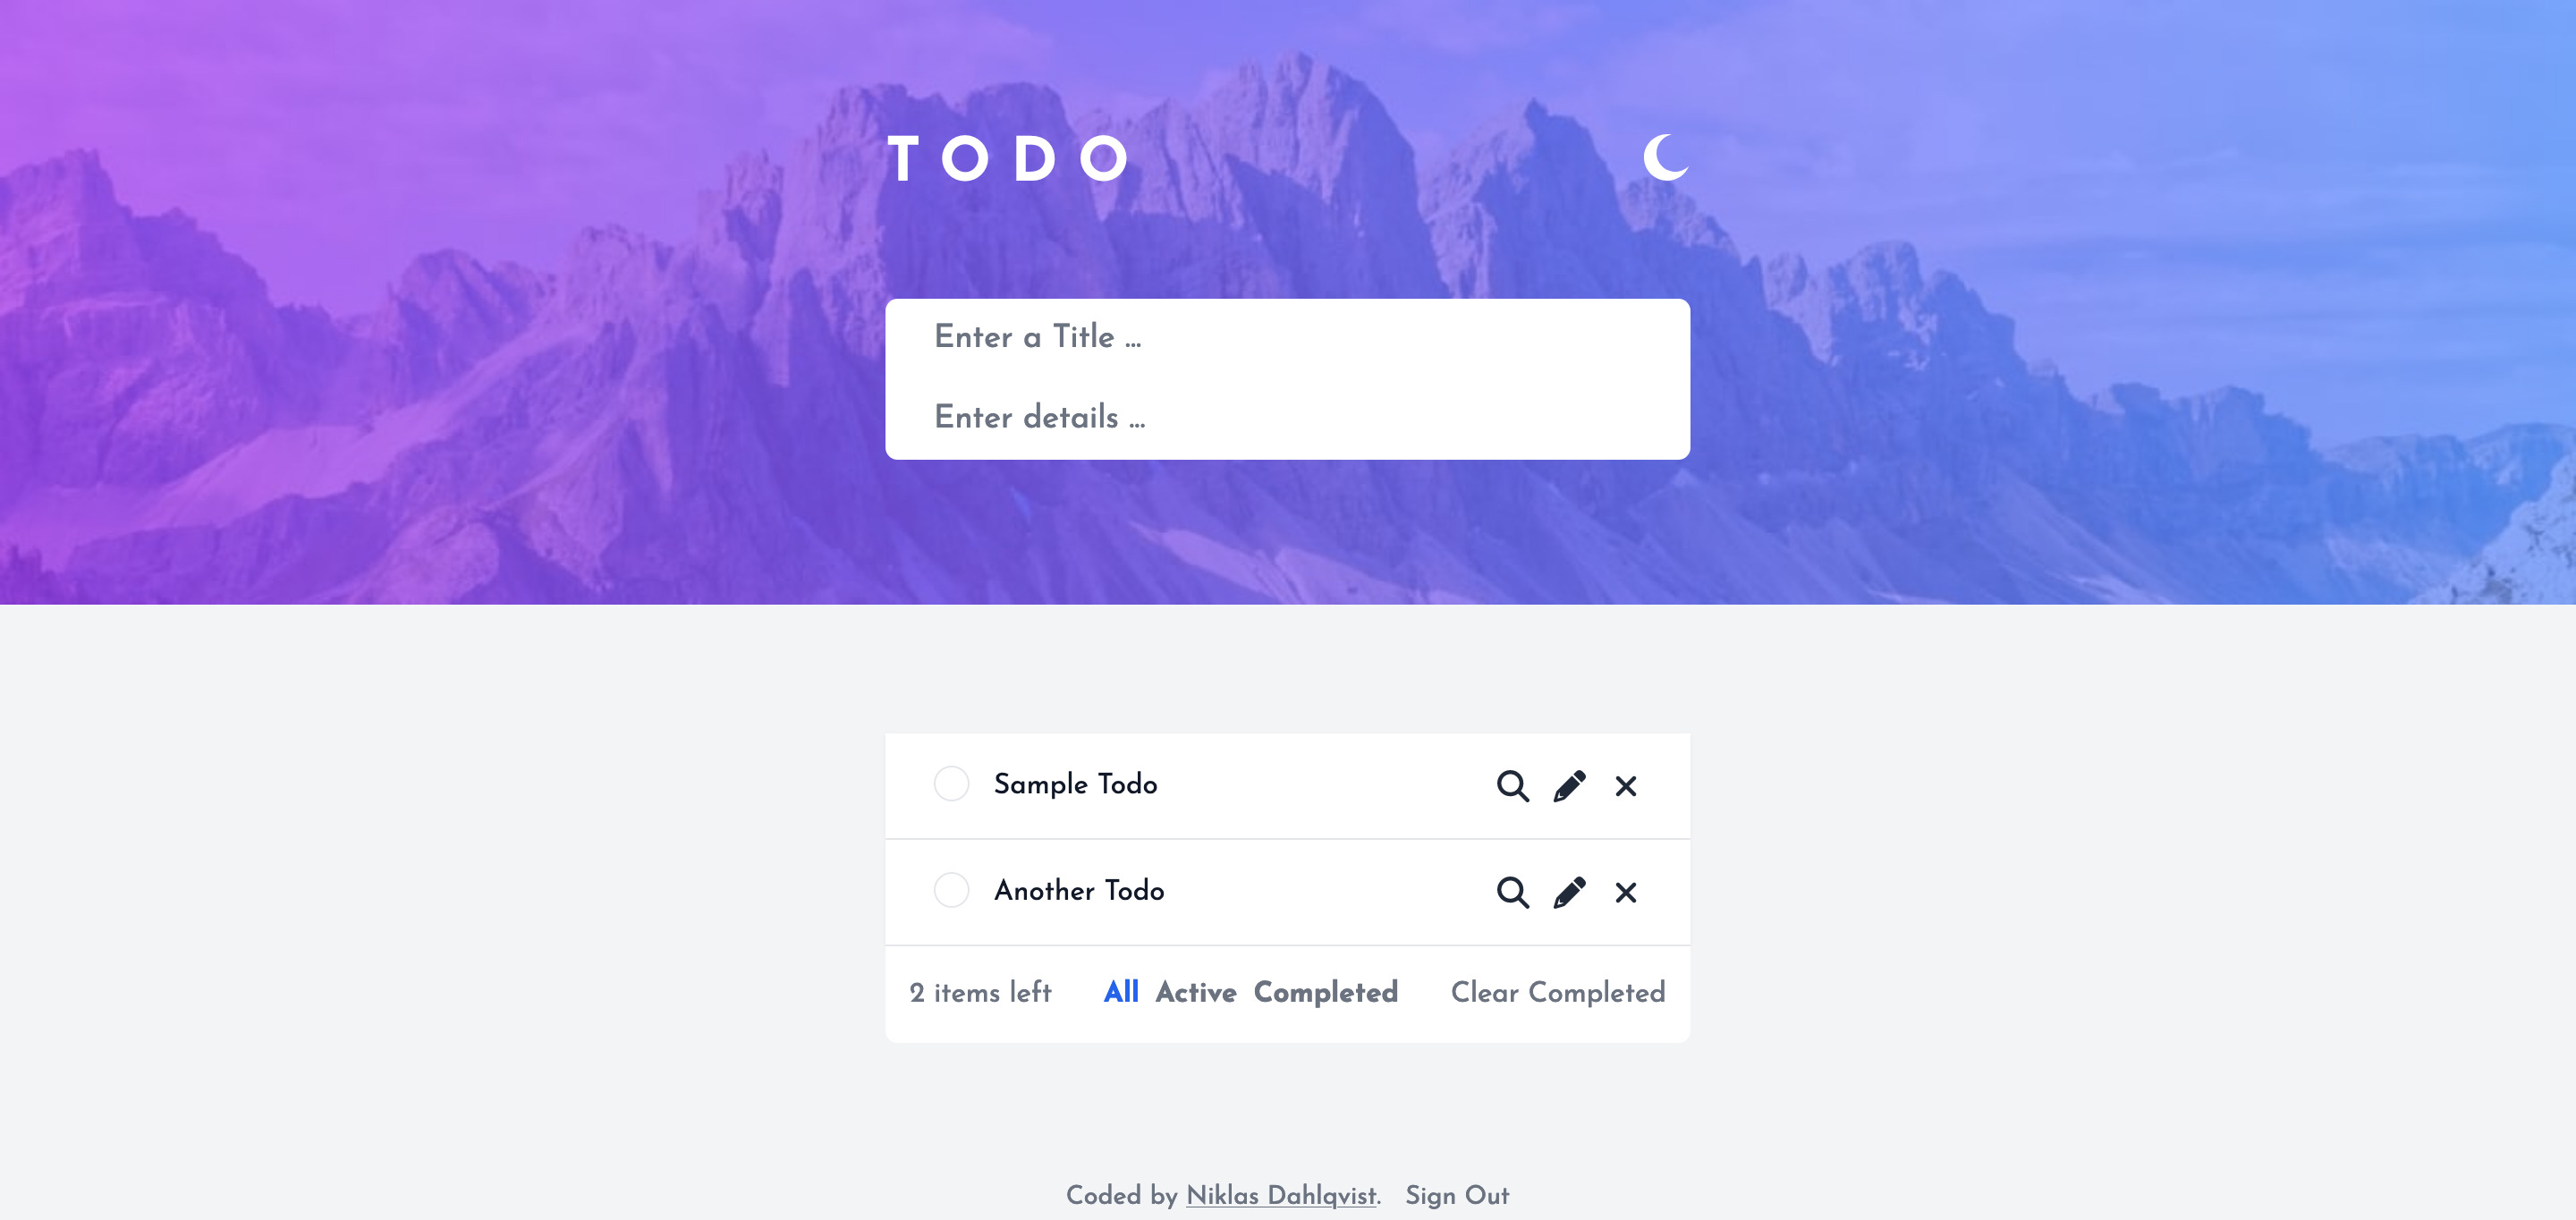 TODO
Enter a Title ...
Enter details ...
Sample Todo
Another Todo
2 items left All Active Completed Clear Completed
Coded by Niklas Dahlqvist. Sign Out